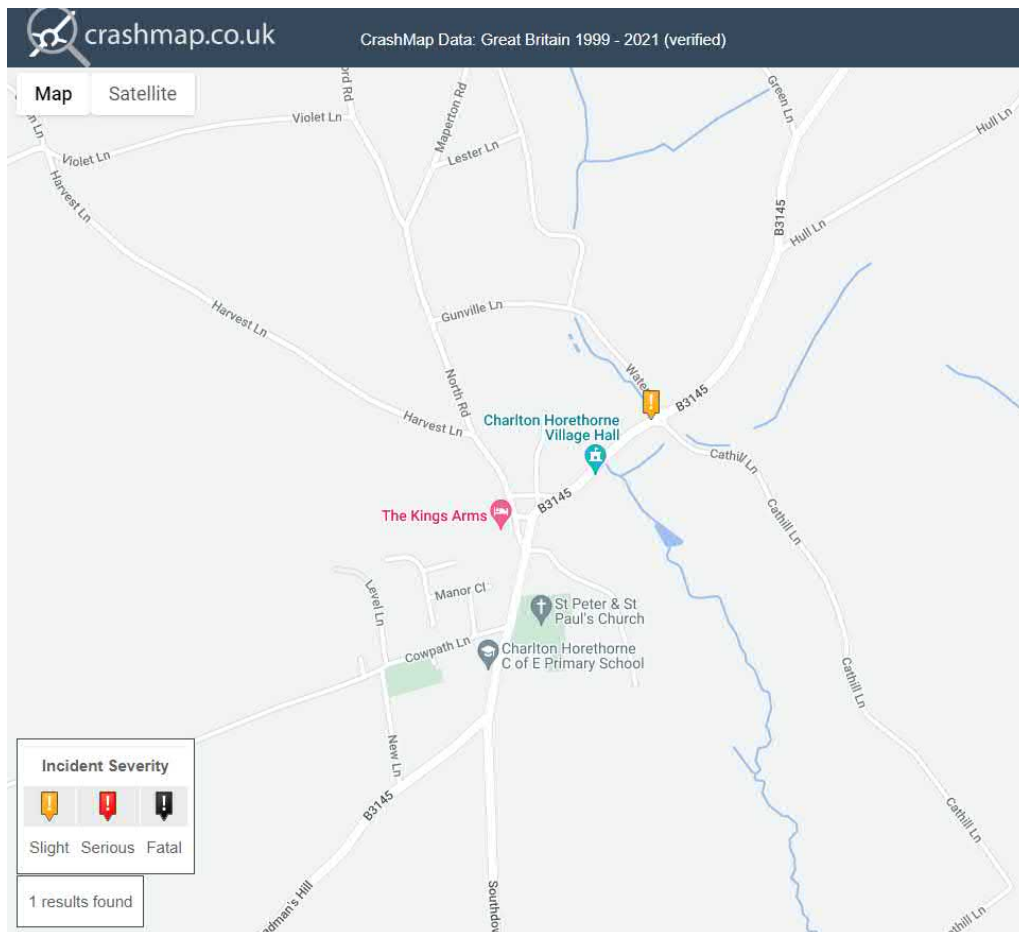 crashmap.co.uk
CrashMap Data: Great Britain 1999 - 2021 (verified)
Map
Satellite
Violet Ln
Violet Ln
Maperton Rd
Lester Ln
Green Ln
Hull Ln
Hull Ln
B3145
Harvest Ln
Harvest Ln
Harvest Ln
Gunville Ln
North Rd
B3145
Charlton Horethorne
Village Hall
Cathill Ln
B3145
The Kings Arms
Cathill Ln
Manor Cl
Level Ln
St Peter & St
Paul's Church
Cowpath Ln
Charlton Horethorne
C of E Primary School
Cathill Ln
New Ln
B3145
Cathill Ln
Cathill Ln
Incident Severity
Slight
Serious
Fatal
1 results found